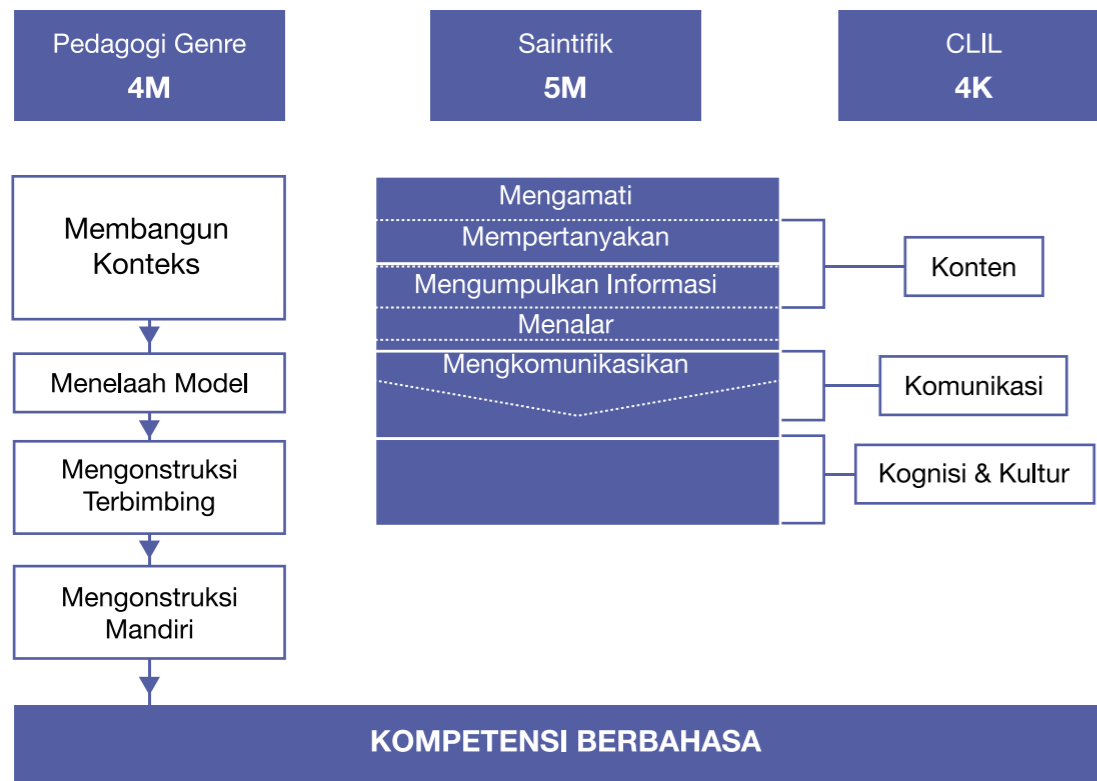 Pedagogi Genre
4M
Saintifik
5M
CLIL
4K
Membangun
Konteks
Menelaah Model
Mengonstruksi
Terbimbing
Mengonstruksi
Mandiri
Mengamati
Mempertanyakan
Mengumpulkan Informasi
Menalar
Mengkomunikasikan
Konten
Komunikasi
Kognisi & Kultur
KOMPETENSI BERBAHASA